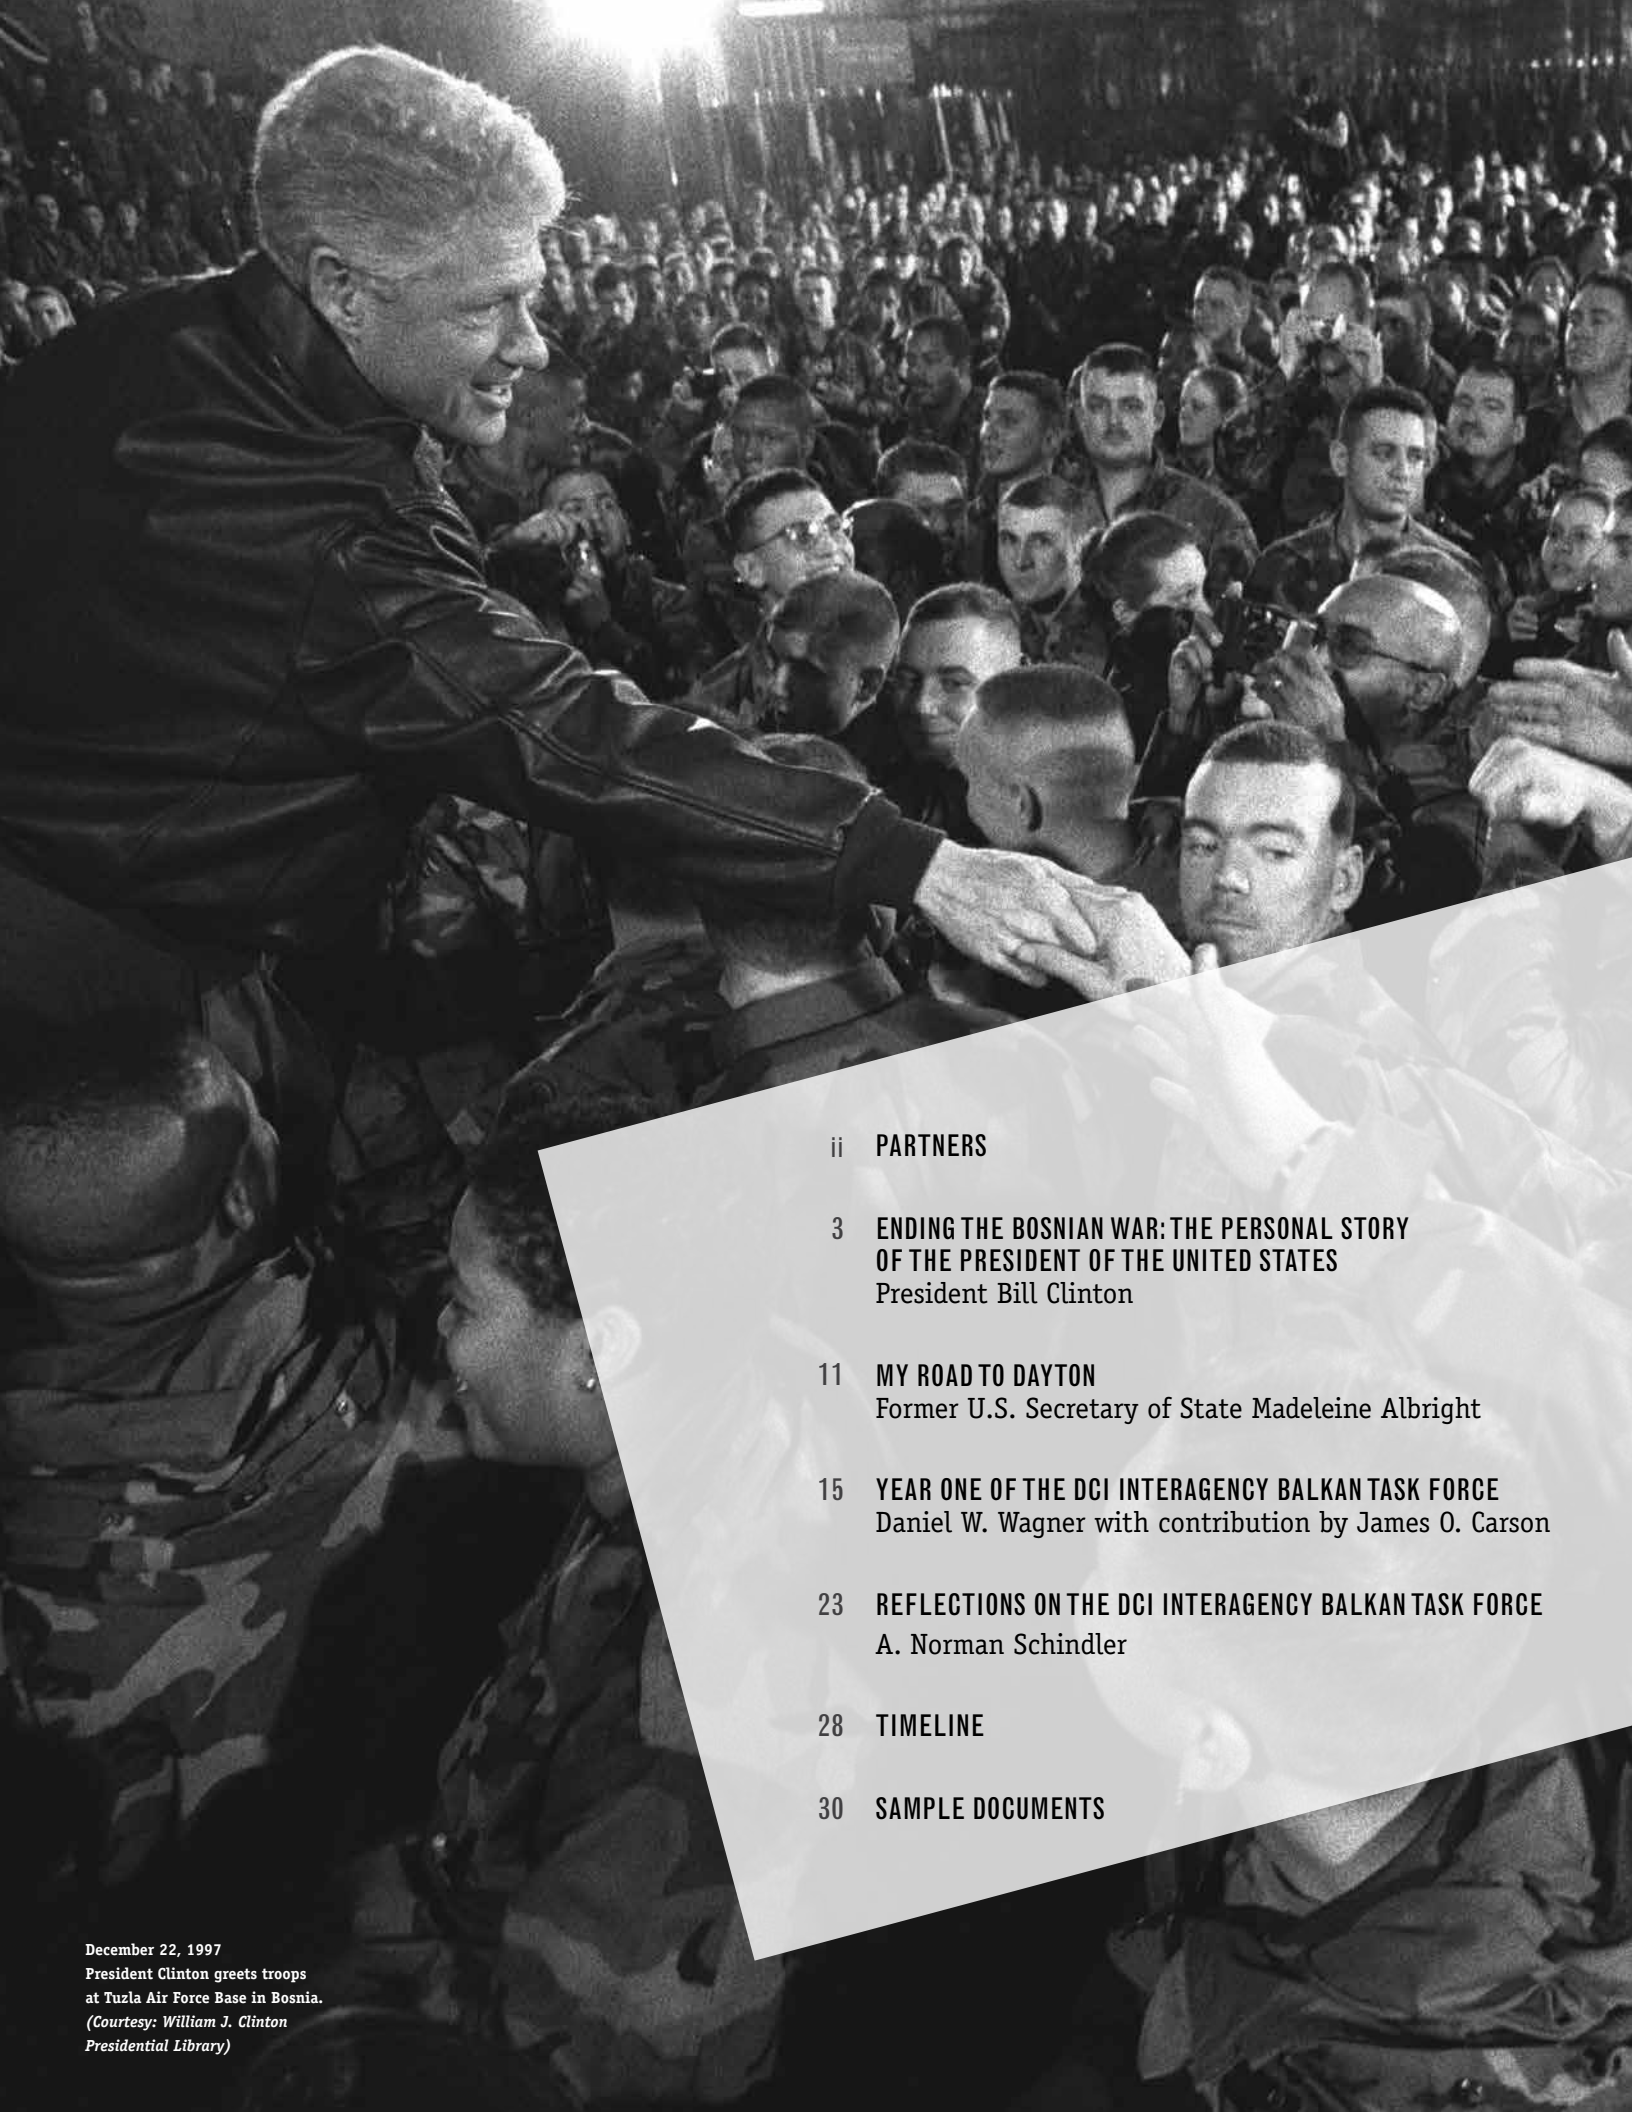 ii PARTNERS
3 ENDING THE BOSNIAN WAR: THE PERSONAL STORY
OF THE PRESIDENT OF THE UNITED STATES
President Bill Clinton
11 MY ROAD TO DAYTON
Former U.S. Secretary of State Madeleine Albright
15 YEAR ONE OF THE DCI INTERAGENCY BALKAN TASK FORCE
Daniel W. Wagner with contribution by James O. Carson
23 REFLECTIONS ON THE DCI INTERAGENCY BALKAN TASK FORCE
A. Norman Schindler
28 TIMELINE
30 SAMPLE DOCUMENTS
December 22, 1997
President Clinton greets troops
at Tuzla Air Force Base in Bosnia.
(Courtesy: William J. Clinton
Presidential Library)